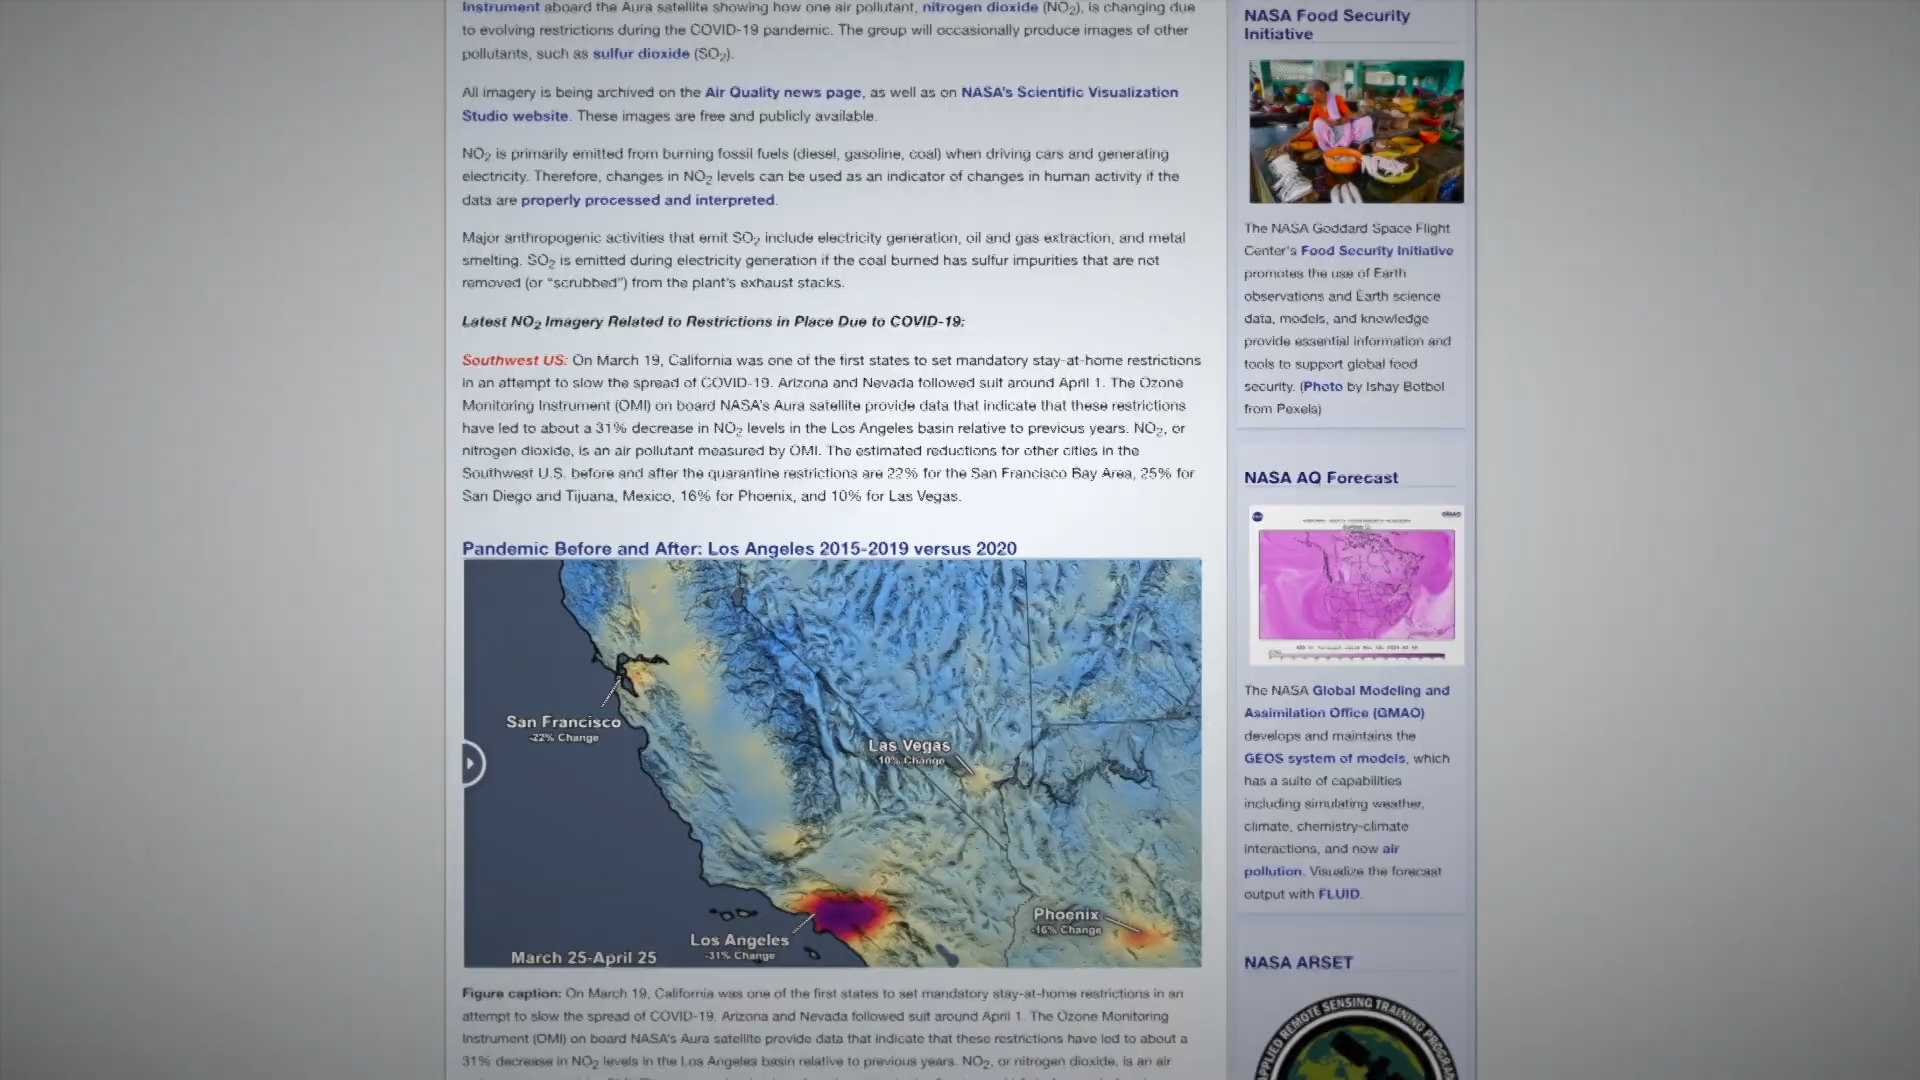 Instrument aboard the Aura satellite showing how one air pollutant, nitrogen dioxide (NO2), is changing due
to evolving restrictions during the COVID-19 pandemic. The group will occasionally produce images of other
pollutants, such as sulfur dioxide (SO2).
All imagery is being archived on the Air Quality news page, as well as on NASA's Scientific Visualization
Studio website. These images are free and publicly available.
NO2 is primarily emitted from burning fossil fuels (diesel, gasoline, coal) when driving cars and generating
electricity. Therefore, changes in NO2 levels can be used as an indicator of changes in human activity if the
data are properly processed and interpreted.
Major anthropogenic activities that emit SO2 include electricity generation, oil and gas extraction, and metal
smelting. SO2 is emitted during electricity generation if the coal burned has sulfur impurities that are not
removed (or "scrubbed") from the plant's exhaust stacks.
Latest NO2 Imagery Related to Restrictions in Place Due to COVID-19:
Southwest US: On March 19, California was one of the first states to set mandatory stay-at-home restrictions
in an attempt to slow the spread of COVID-19. Arizona and Nevada followed suit around April 1. The Ozone
Monitoring Instrument (OMI) on board NASA's Aura satellite provide data that indicate that these restrictions
have led to about a 31% decrease in NO2 levels in the Los Angeles basin relative to previous years. NO2, or
nitrogen dioxide, is an air pollutant measured by OMI. The estimated reductions for other cities in the
Southwest U.S. before and after the quarantine restrictions are 22% for the San Francisco Bay Area, 25% for
San Diego and Tijuana, Mexico, 16% for Phoenix, and 10% for Las Vegas.
Pandemic Before and After: Los Angeles 2015-2019 versus 2020
San Francisco
-22% Change
Las Vegas
10% Change
Phoenix
-16% Change
Los Angeles
-31% Change
March 25-April 25
Figure caption: On March 19, California was one of the first states to set mandatory stay-at-home restrictions in an
attempt to slow the spread of COVID-19. Arizona and Nevada followed suit around April 1. The Ozone Monitoring
Instrument (OMI) on board NASA's Aura satellite provide data that indicate that these restrictions have led to about a
31% decrease in NO2 levels in the Los Angeles basin relative to previous years. NO2, or nitrogen dioxide, is an air
NASA Food Security
Initiative
The NASA Goddard Space Flight
Center's Food Security Initiative
promotes the use of Earth
observations and Earth science
data, models, and knowledge
provide essential information and
tools to support global food
security. (Photo by Ishay Botbol
from Pexels)
NASA AQ Forecast
GMAO
The NASA Global Modeling and
Assimilation Office (GMAO)
develops and maintains the
GEOS system of models, which
has a suite of capabilities
including simulating weather,
climate, chemistry-climate
interactions, and now air
pollution. Visualize the forecast
output with FLUID.
NASA ARSET
APPLIED REMOTE SENSING TRAINING PROGRAM